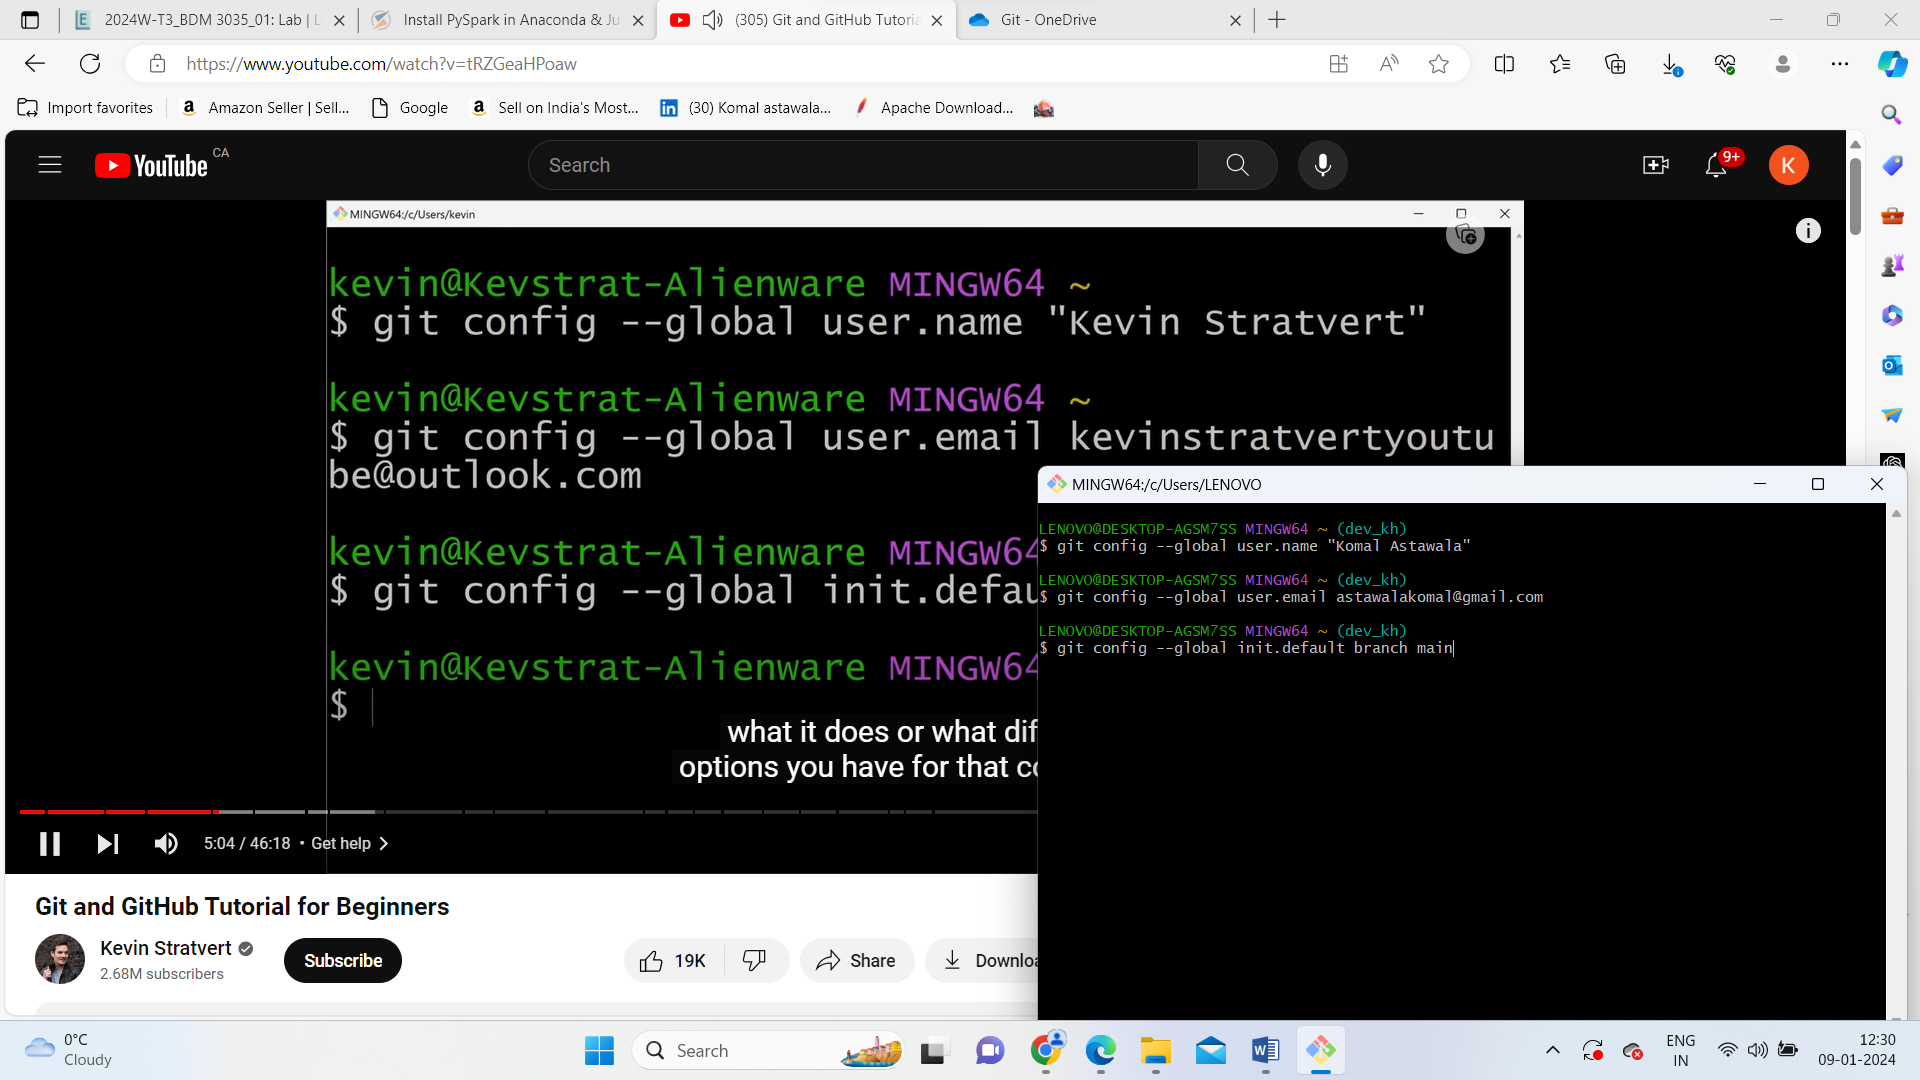 2024W-T3_BDM 3035_01: Lab | L
Install PySpark in Anaconda & Ju
(305) Git and GitHub Tutoria
Git - OneDrive
https://www.youtube.com/watch?v=tRZGeaHPoaw
Import favorites
Amazon Seller | Sell...
Google
Sell on India's Most...
(30) Komal astawala...
Apache Download...
YouTube CA
Search
9+
K
MINGW64:/c/Users/kevin
kevin@Kevstrat-Alienware MINGW64 ~
$ git config --global user.name "Kevin Stratvert"
kevin@Kevstrat-Alienware MINGW64 ~
$ git config --global user.email kevinstratvertyoutu
be@outlook.com
kevin@Kevstrat-Alienware MINGW64
$ git config --global init.defau
kevin@Kevstrat-Alienware MINGW64
$
what it does or what dif
options you have for that co
MINGW64:/c/Users/LENOVO
LENOVO@DESKTOP-AGSM7SS MINGW64 ~ (dev_kh)
$ git config --global user.name "Komal Astawala"
LENOVO@DESKTOP-AGSM7SS MINGW64 ~ (dev_kh)
$ git config --global user.email astawalakomal@gmail.com
LENOVO@DESKTOP-AGSM7SS MINGW64 ~ (dev_kh)
$ git config --global init.default branch main
5:04 / 46:18 • Get help
Git and GitHub Tutorial for Beginners
Kevin Stratvert
2.68M subscribers
Subscribe
19K
Share
Downloa
0°C
Cloudy
Search
ENG
IN
12:30
09-01-2024